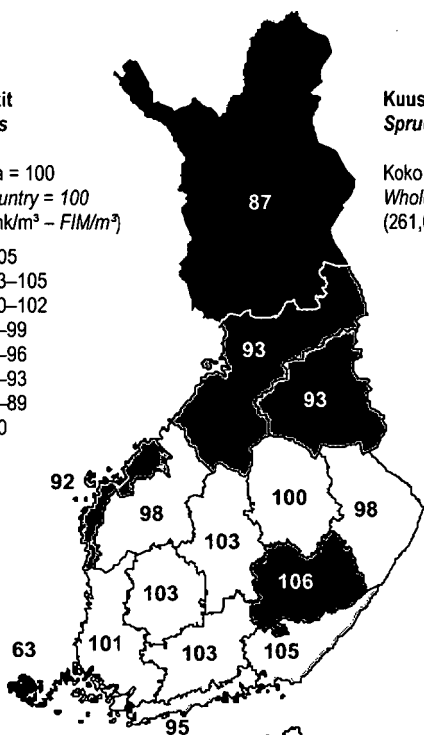 kit
s
a = 100
untry = 100
nk/m³ – FIM/m³)
05
3–105
0–102
–99
–96
–93
–89
0
Kuus
Spru
Koko
Whol
(261,
87
93
93
92
98
103
100
98
103
106
63
101
103
105
95